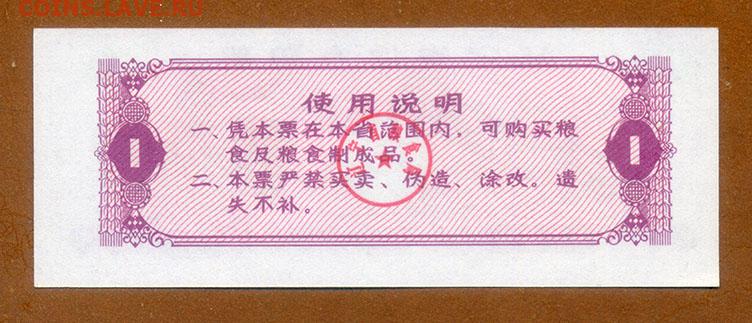 COINS.LAVE.RU
使用说明
一、凭本票在本省范围内，可购买粮
食及粮食制成品。
二、本票严禁买卖、伪造、涂改。遗
失不补。
1
1